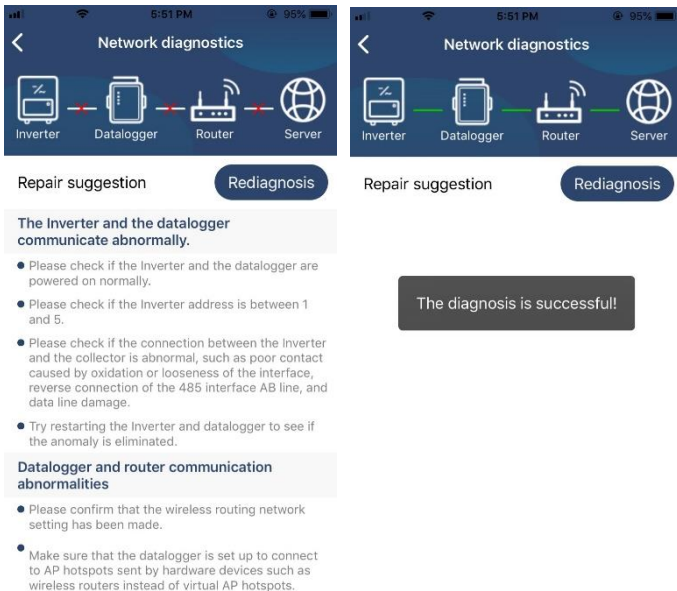 5:51 PM
95%
Network diagnostics
Inverter Datalogger Router Server
Repair suggestion
Rediagnosis
The Inverter and the datalogger
communicate abnormally.
Please check if the Inverter and the datalogger are
powered on normally.
Please check if the Inverter address is between 1
and 5.
Please check if the connection between the Inverter
and the collector is abnormal, such as poor contact
caused by oxidation or looseness of the interface,
reverse connection of the 485 interface AB line, and
data line damage.
Try restarting the Inverter and datalogger to see if
the anomaly is eliminated.
Datalogger and router communication
abnormalities
Please confirm that the wireless routing network
setting has been made.
Make sure that the datalogger is set up to connect
to AP hotspots sent by hardware devices such as
wireless routers instead of virtual AP hotspots.
5:51 PM
95%
Network diagnostics
Inverter Datalogger Router Server
Repair suggestion
Rediagnosis
The diagnosis is successful!